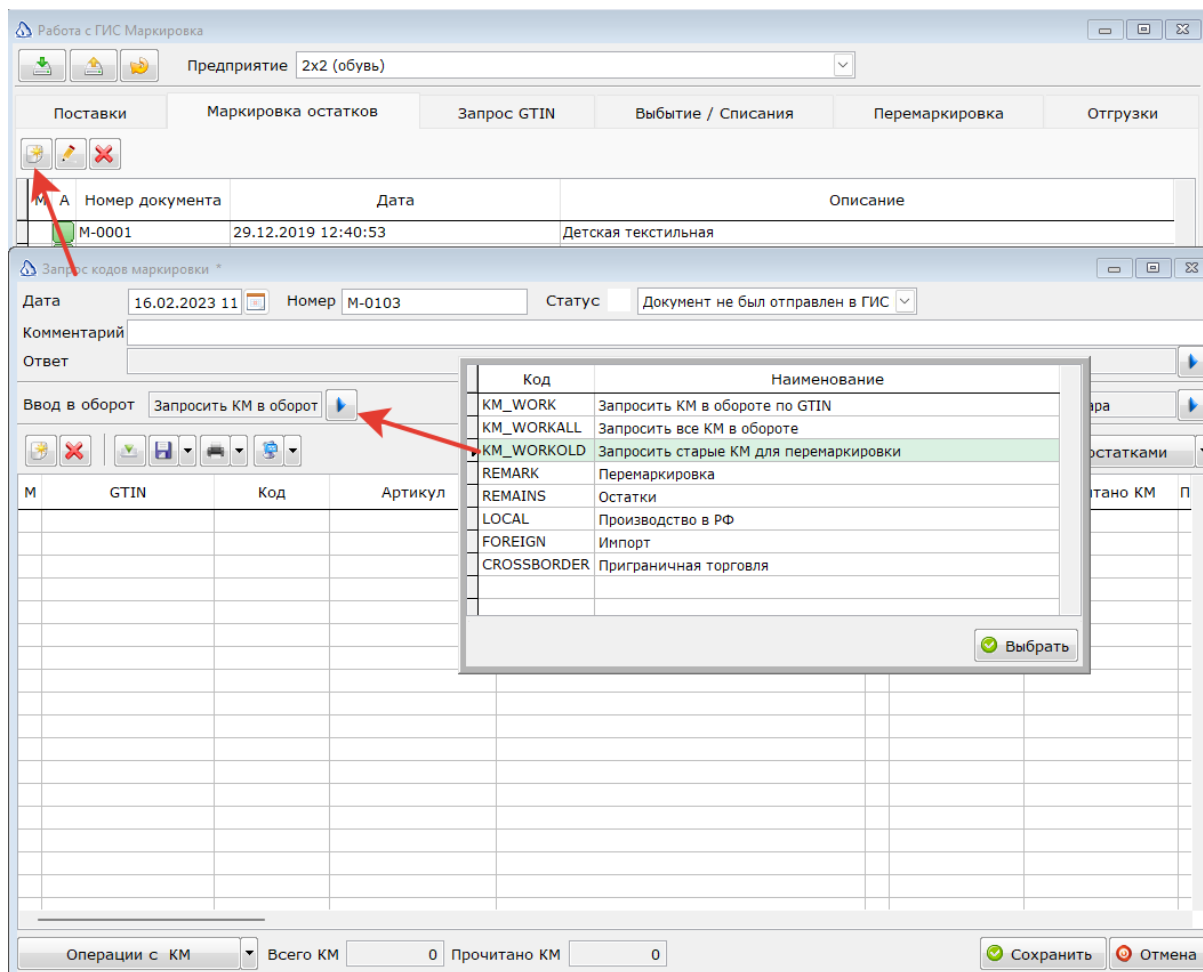 Работа с ГИС Маркировка
Предприятие 2x2 (обувь)
Поставки Маркировка остатков Запрос GTIN Выбытие / Списания Перемаркировка Отгрузки
М А Номер документа Дата Описание
М-0001 29.12.2019 12:40:53 Детская текстильная
Запрос кодов маркировки *
Дата 16.02.2023 11 Номер М-0103 Статус Документ не был отправлен в ГИС
Комментарий
Ответ
Код Наименование
Ввод в оборот Запросить КМ в оборот
KM_WORK Запросить КМ в обороте по GTIN
KM_WORKALL Запросить все КМ в обороте
KM_WORKOLD Запросить старые КМ для перемаркировки
REMARK Перемаркировка
REMAINS Остатки
LOCAL Производство в РФ
FOREIGN Импорт
CROSSBORDER Приграничная торговля
Выбрать
ара
остатками
М GTIN Код Артикул итано КМ П
Операции с КМ Всего КМ 0 Прочитано КМ 0 Сохранить Отмена